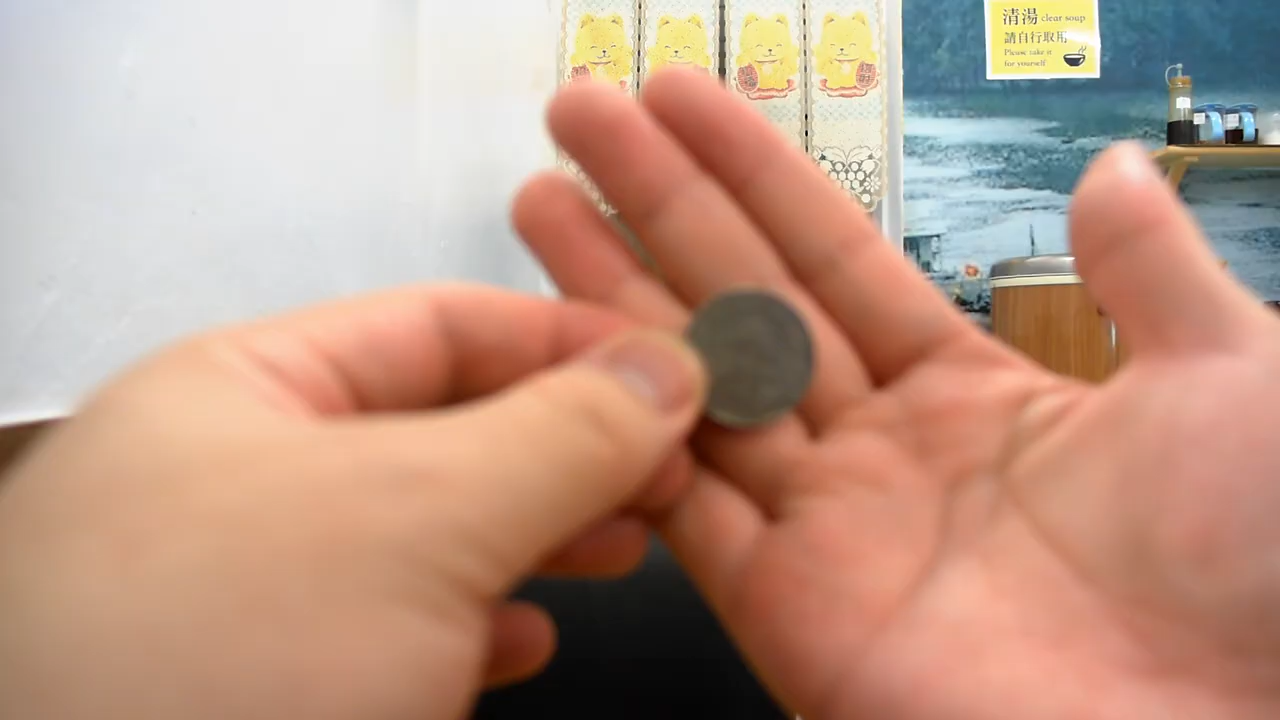 清湯 clear soup
請自行取用
Please take it
for yourself